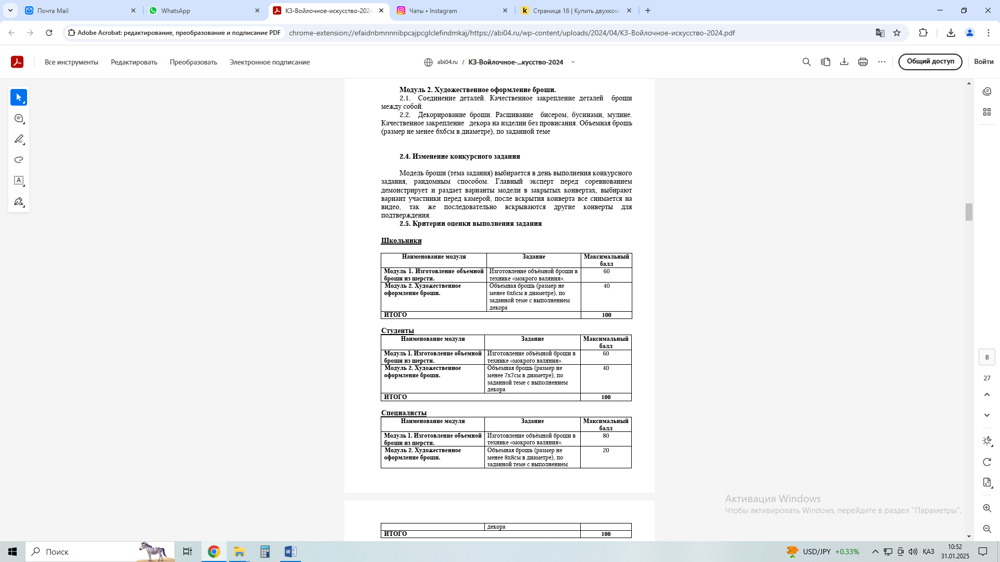 Почта Mail
WhatsApp
КЗ-Войлочное-искусство-2024
Чаты • Instagram
Страница 16 | Купить двухком
Adobe Acrobat: редактирование, преобразование и подписание PDF
chrome-extension://efaidnbmnnnibpcajpcglclefindmkaj/https://abi04.ru/wp-content/uploads/2024/04/КЗ-Войлочное-искусство-2024.pdf
Все инструменты
Редактировать
Преобразовать
Электронное подписание
abi04.ru / КЗ-Войлочное-...кусство-2024
Общий доступ
Войти
Модуль 2. Художественное оформление броши.
2.1. Соединение деталей. Качественное закрепление деталей броши
между собой.
2.2. Декорирование броши. Расшивание бисером, бусинами, мулине.
Качественное закрепление декора на изделии без провисания. Объемная брошь
(размер не менее 6х6см в диаметре), по заданной теме
2.4. Изменение конкурсного задания
Модель броши (тема задания) выбирается в день выполнения конкурсного
задания, рандомным способом. Главный эксперт перед соревнованием
демонстрирует и раздает варианты модели в закрытых конвертах, выбирают
вариант участники перед камерой, после вскрытия конверта все снимается на
видео, так же последовательно вскрываются другие конверты для
подтверждения.
2.5. Критерии оценки выполнения задания
Школьники
Наименование модуля Задание Максимальный
балл
Модуль 1. Изготовление объемной Изготовление объёмной броши в 60
броши из шерсти. технике «мокрого валяния».
Модуль 2. Художественное Объемная брошь (размер не 40
оформление броши. менее 6х6см в диаметре), по
заданной теме с выполнением
декора
ИТОГО 100
Студенты
Наименование модуля Задание Максимальный
балл
Модуль 1. Изготовление объемной Изготовление объёмной броши в 60
броши из шерсти. технике «мокрого валяния».
Модуль 2. Художественное Объемная брошь (размер не 40
оформление броши. менее 7х7см в диаметре), по
заданной теме с выполнением
декора
ИТОГО 100
Специалисты
Наименование модуля Задание Максимальный
балл
Модуль 1. Изготовление объемной Изготовление объёмной броши в 80
броши из шерсти. технике «мокрого валяния».
Модуль 2. Художественное Объемная брошь (размер не 20
оформление броши. менее 8х8см в диаметре), по
заданной теме с выполнением
декора
ИТОГО 100
8
27
Активация Windows
Чтобы активировать Windows, перейдите в раздел "Параметры".
Поиск
USD/JPY +0.33%
ҚАЗ
10:52
31.01.2025